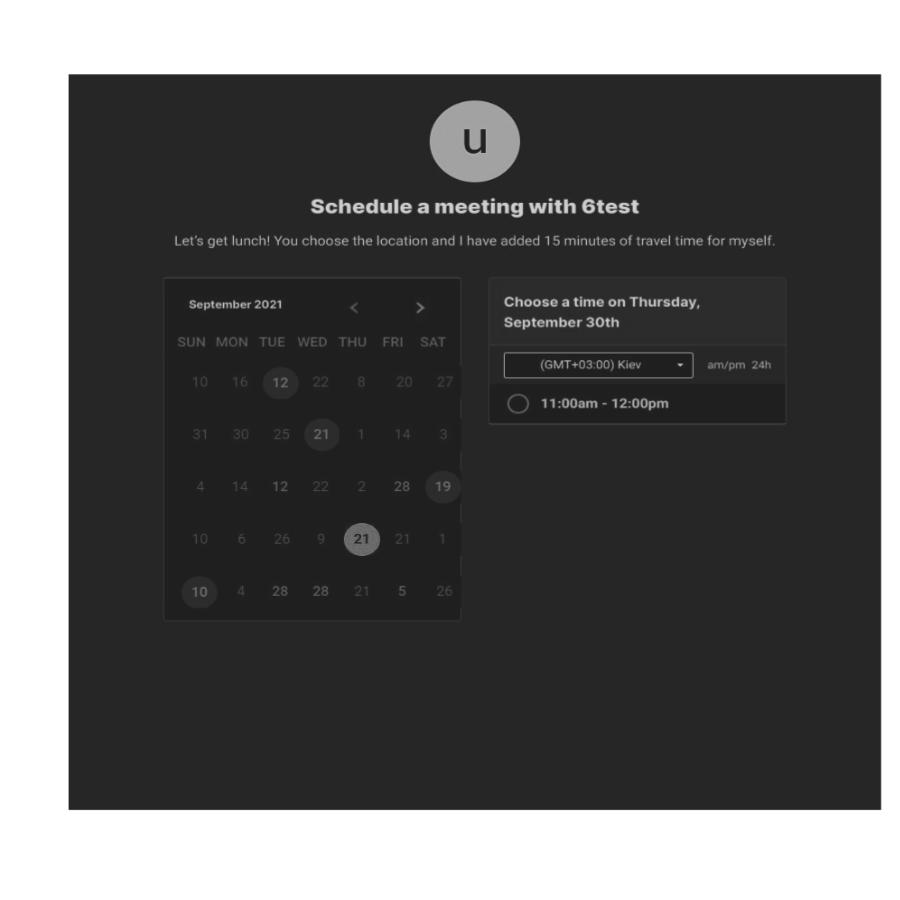 u
Schedule a meeting with 6test
Let's get lunch! You choose the location and I have added 15 minutes of travel time for myself.
September 2021 < >
SUN MON TUE WED THU FRI SAT
10 16 12 22 8 20 27
31 30 25 21 1 14 3
4 14 12 22 2 28 19
10 6 26 9 21 21 1
10 4 28 28 21 5 26
Choose a time on Thursday,
September 30th
(GMT+03:00) Kiev am/pm 24h
11:00am - 12:00pm